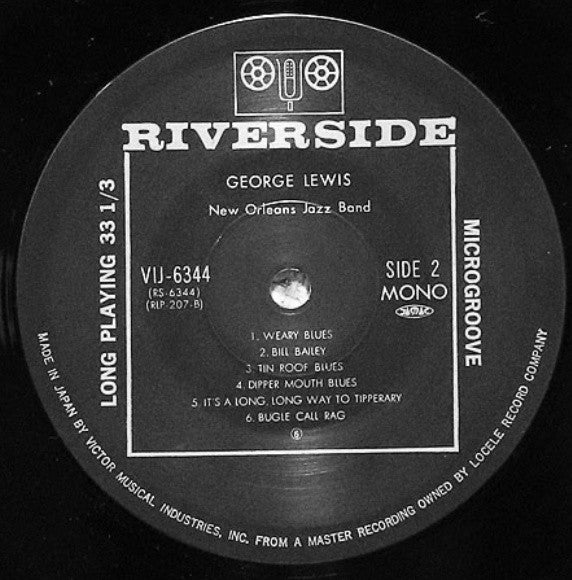 RIVERSIDE
GEORGE LEWIS
New Orleans Jazz Band
LONG PLAYING 33 1/3
MICROGROOVE
VIJ-6344
(RS-6344)
(RLP-207-B)
SIDE 2
MONO
1. WEARY BLUES
2. BILL BAILEY
3. TIN ROOF BLUES
4. DIPPER MOUTH BLUES
5. IT'S A LONG, LONG WAY TO TIPPERARY
6. BUGLE CALL RAG
MADE IN JAPAN BY VICTOR MUSICAL INDUSTRIES, INC. FROM A MASTER RECORDING OWNED BY LOCELE RECORD COMPANY